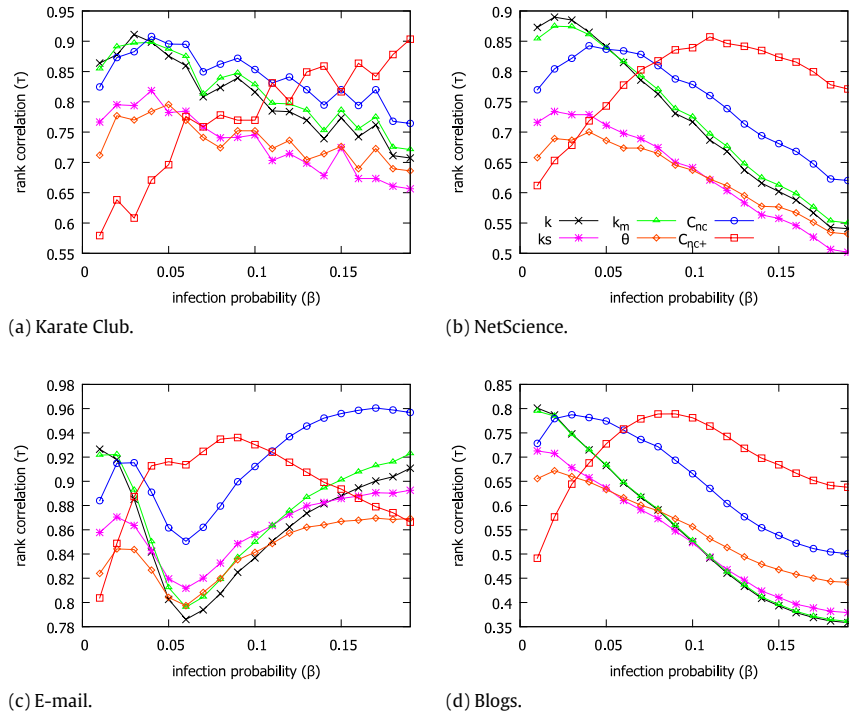 0.95
0.9
0.85
0.8
0.75
0.7
0.65
0.6
0.55
rank correlation (τ)
0 0.05 0.1 0.15
infection probability (β)
(a) Karate Club.
0.9
0.85
0.8
0.75
0.7
0.65
0.6
0.55
0.5
rank correlation (τ)
k km Cnc
ks θ Cnc+
0 0.05 0.1 0.15
infection probability (β)
(b) NetScience.
0.98
0.96
0.94
0.92
0.9
0.88
0.86
0.84
0.82
0.8
0.78
rank correlation (τ)
0 0.05 0.1 0.15
infection probability (β)
(c) E-mail.
0.85
0.8
0.75
0.7
0.65
0.6
0.55
0.5
0.45
0.4
0.35
rank correlation (τ)
0 0.05 0.1 0.15
infection probability (β)
(d) Blogs.